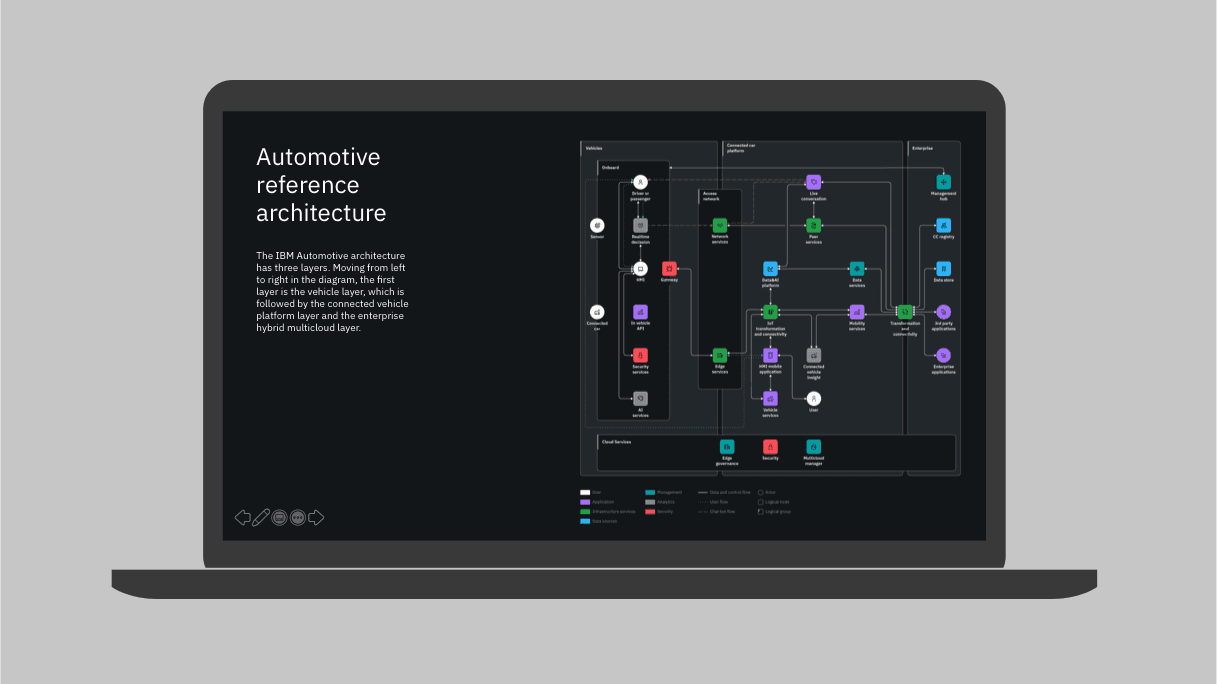 Automotive
reference
architecture
The IBM Automotive architecture
has three layers. Moving from left
to right in the diagram, the first
layer is the vehicle layer, which is
followed by the connected vehicle
platform layer and the enterprise
hybrid multicloud layer.
Vehicles
Connected car
platform
Enterprise
Onboard
Driver or
passenger
Access
network
Live
conversation
Management
hub
Sensor
Realtime
decision
Network
services
Peer
services
EC registry
HMI
Gateway
Data&AI
platform
Data
services
Data store
Connected
car
In vehicle
API
IoT
transformation
and connectivity
Mobility
services
Transformation
and
connectivity
3rd party
applications
Security
services
Edge
services
HMI mobile
application
Connected
vehicle
insight
Enterprise
applications
AI
services
Vehicle
services
User
Cloud Services
Edge
governance
Security
Multicloud
manager
User
Management
Data and control flow
Actor
Application
Analytics
User flow
Logical node
Infrastructure services
Security
Logical group
Data sources